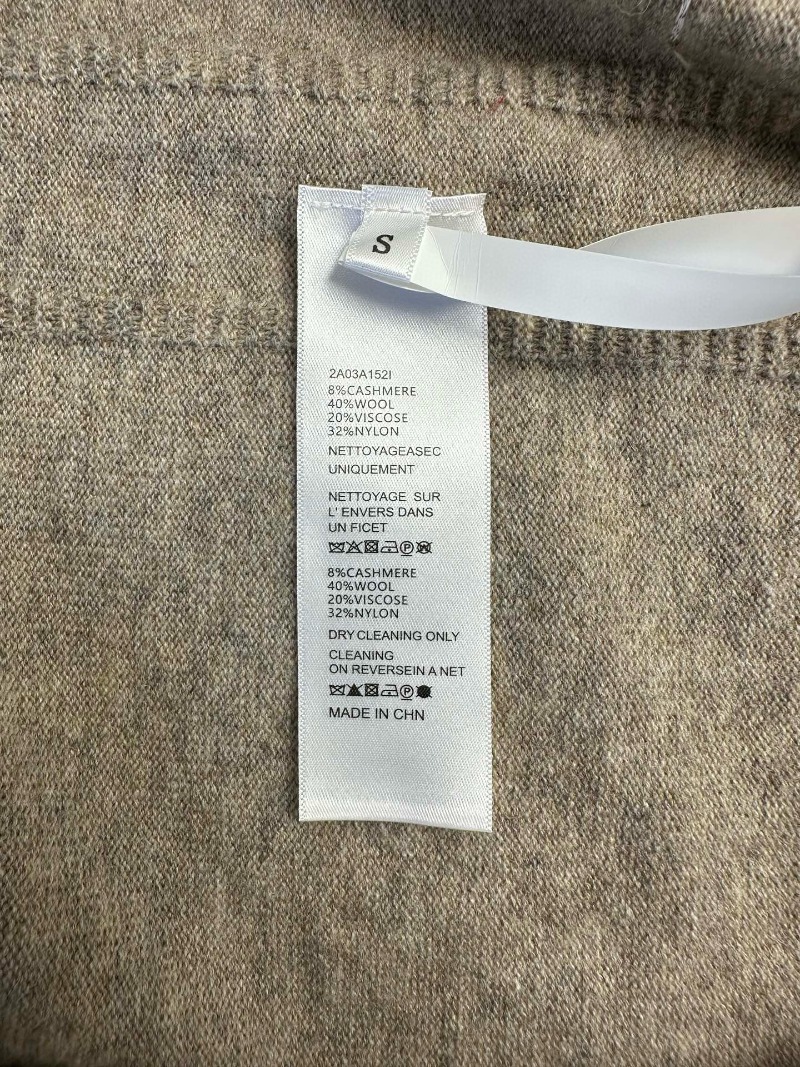 S
2A03A152I
8%CASHMERE
40%WOOL
20%VISCOSE
32%NYLON
NETTOYAGEASEC
UNIQUEMENT
NETTOYAGE SUR
L' ENVERS DANS
UN FICET
8%CASHMERE
40%WOOL
20%VISCOSE
32%NYLON
DRY CLEANING ONLY
CLEANING
ON REVERSEIN A NET
MADE IN CHN